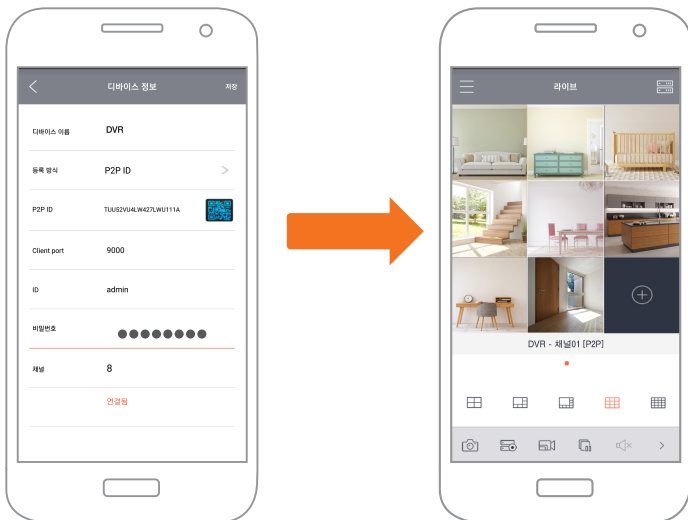 디바이스 정보
저장
디바이스 이름 DVR
등록 방식 P2P ID
P2P ID TUU52VU4LW427LWU111A
Client port 9000
ID admin
비밀번호 ●●●●●●●●
채널 8
연결됨
라이브
DVR - 채널01 [P2P]